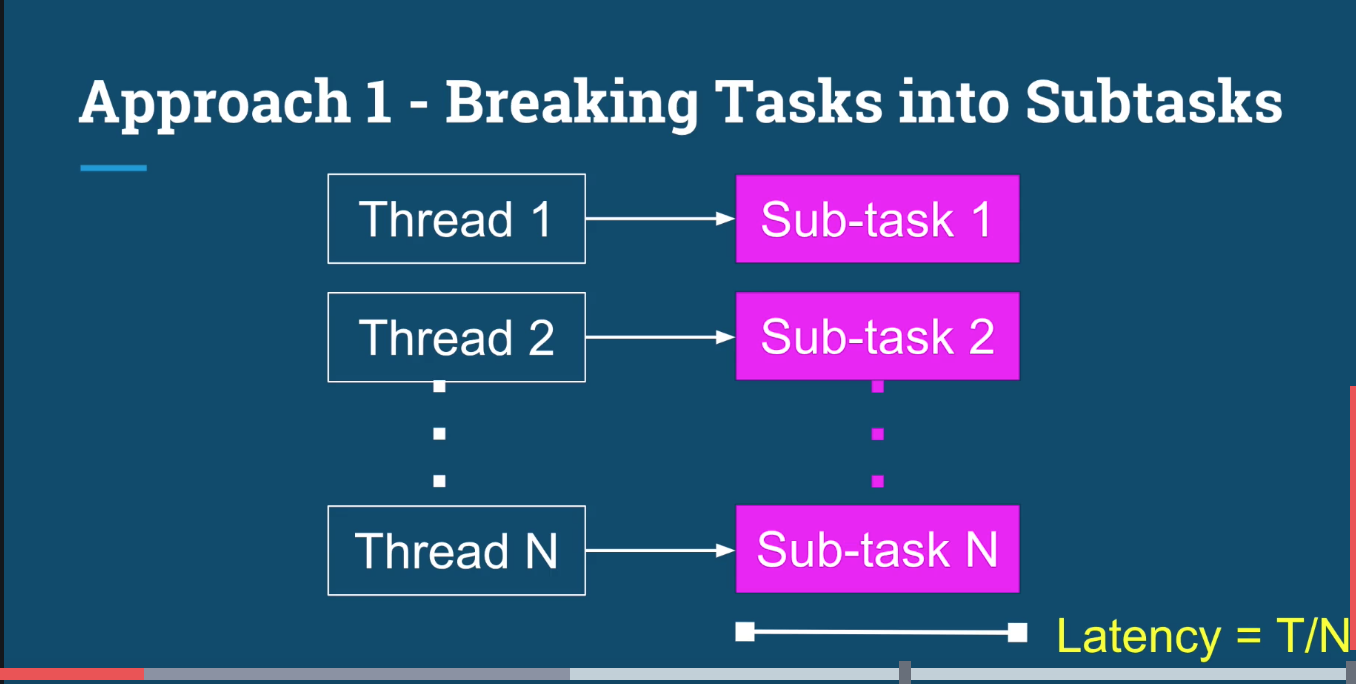 Approach 1 - Breaking Tasks into Subtasks
Thread 1
Sub-task 1
Thread 2
Sub-task 2
Thread N
Sub-task N
Latency = T/N